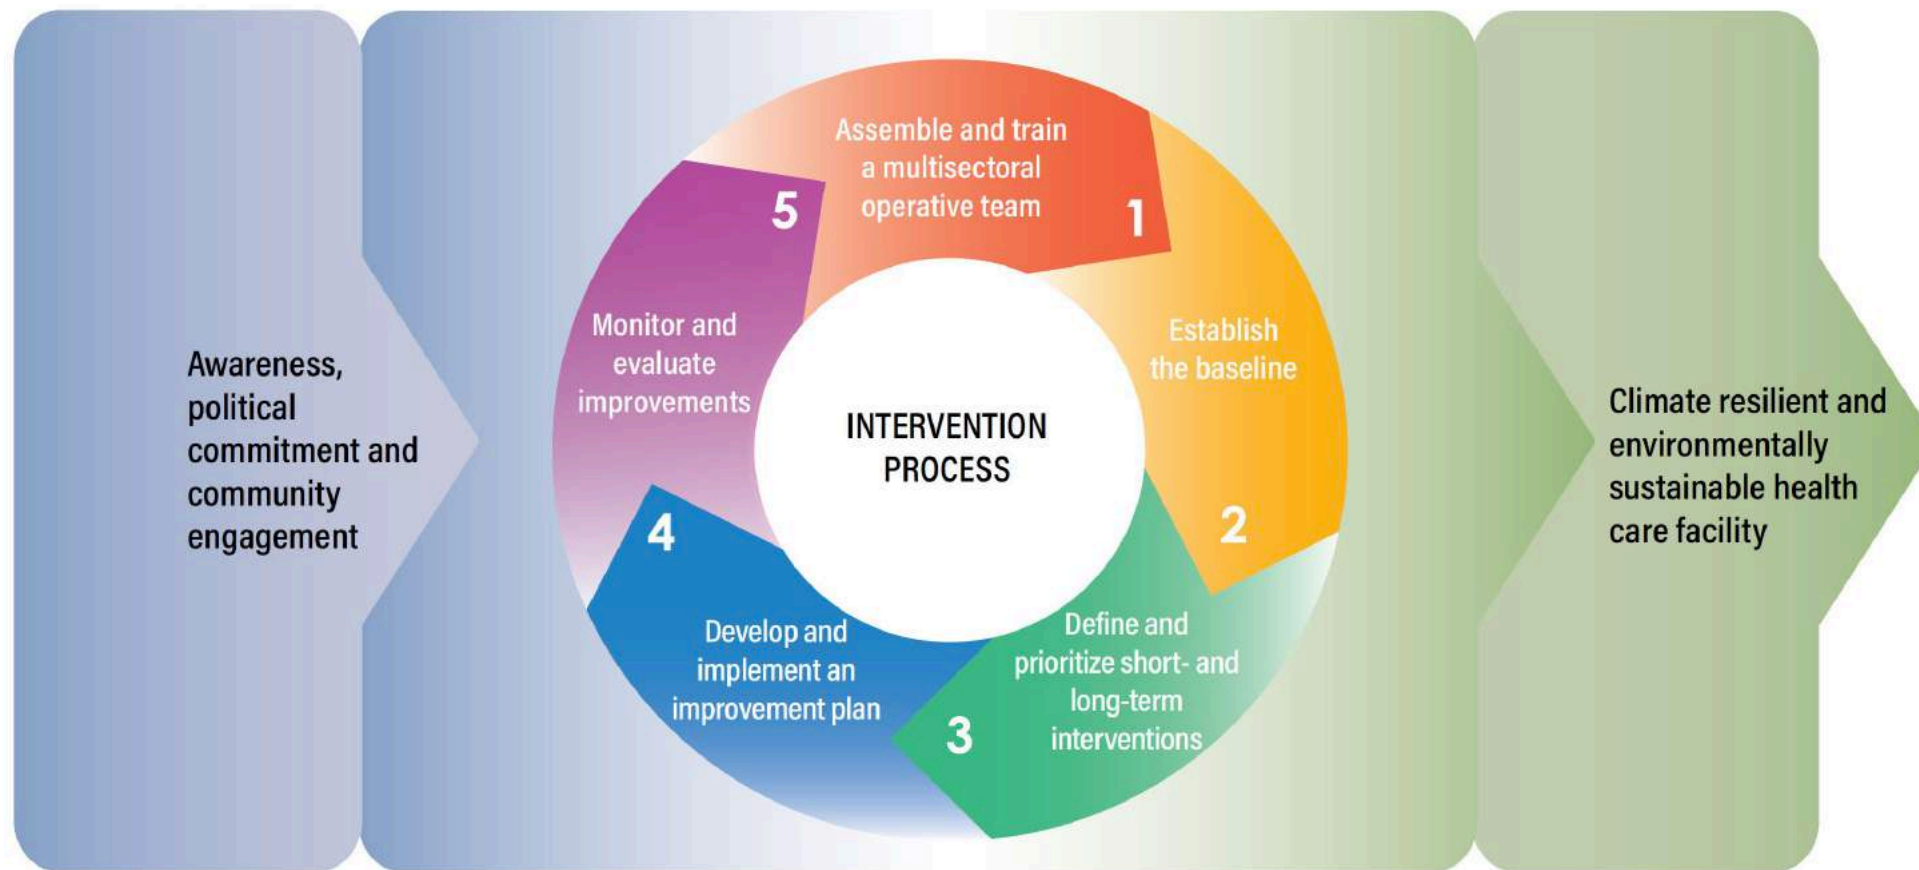 Awareness,
political
commitment and
community
engagement
INTERVENTION
PROCESS
Assemble and train
a multisectoral
operative team
1
Establish
the baseline
2
Define and
prioritize short- and
long-term
interventions
3
Develop and
implement an
improvement plan
4
Monitor and
evaluate
improvements
5
Climate resilient and
environmentally
sustainable health
care facility